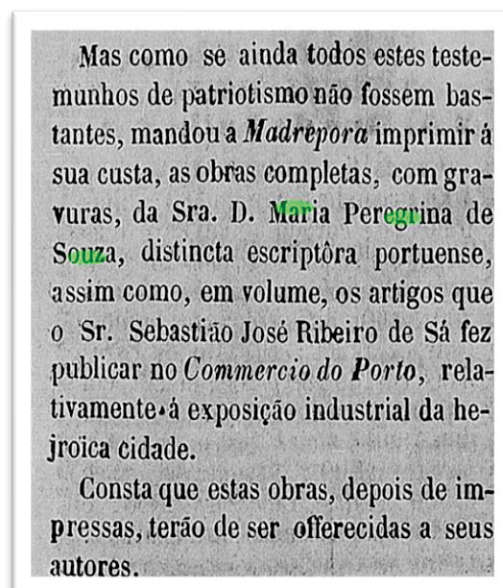 Mas como se ainda todos estes teste-
munhos de patriotismo não fossem bas-
tantes, mandou a Madrépora imprimir á
sua custa, as obras completas, com gra-
vuras, da Sra. D. Maria Peregrina de
Souza, distincta escriptôra portuense,
assim como, em volume, os artigos que
o Sr. Sebastião José Ribeiro de Sá fez
publicar no Commercio do Porto, rela-
tivamente á exposição industrial da he-
jroica cidade.
Consta que estas obras, depois de im-
pressas, terão de ser offerecidas a seus
autores.